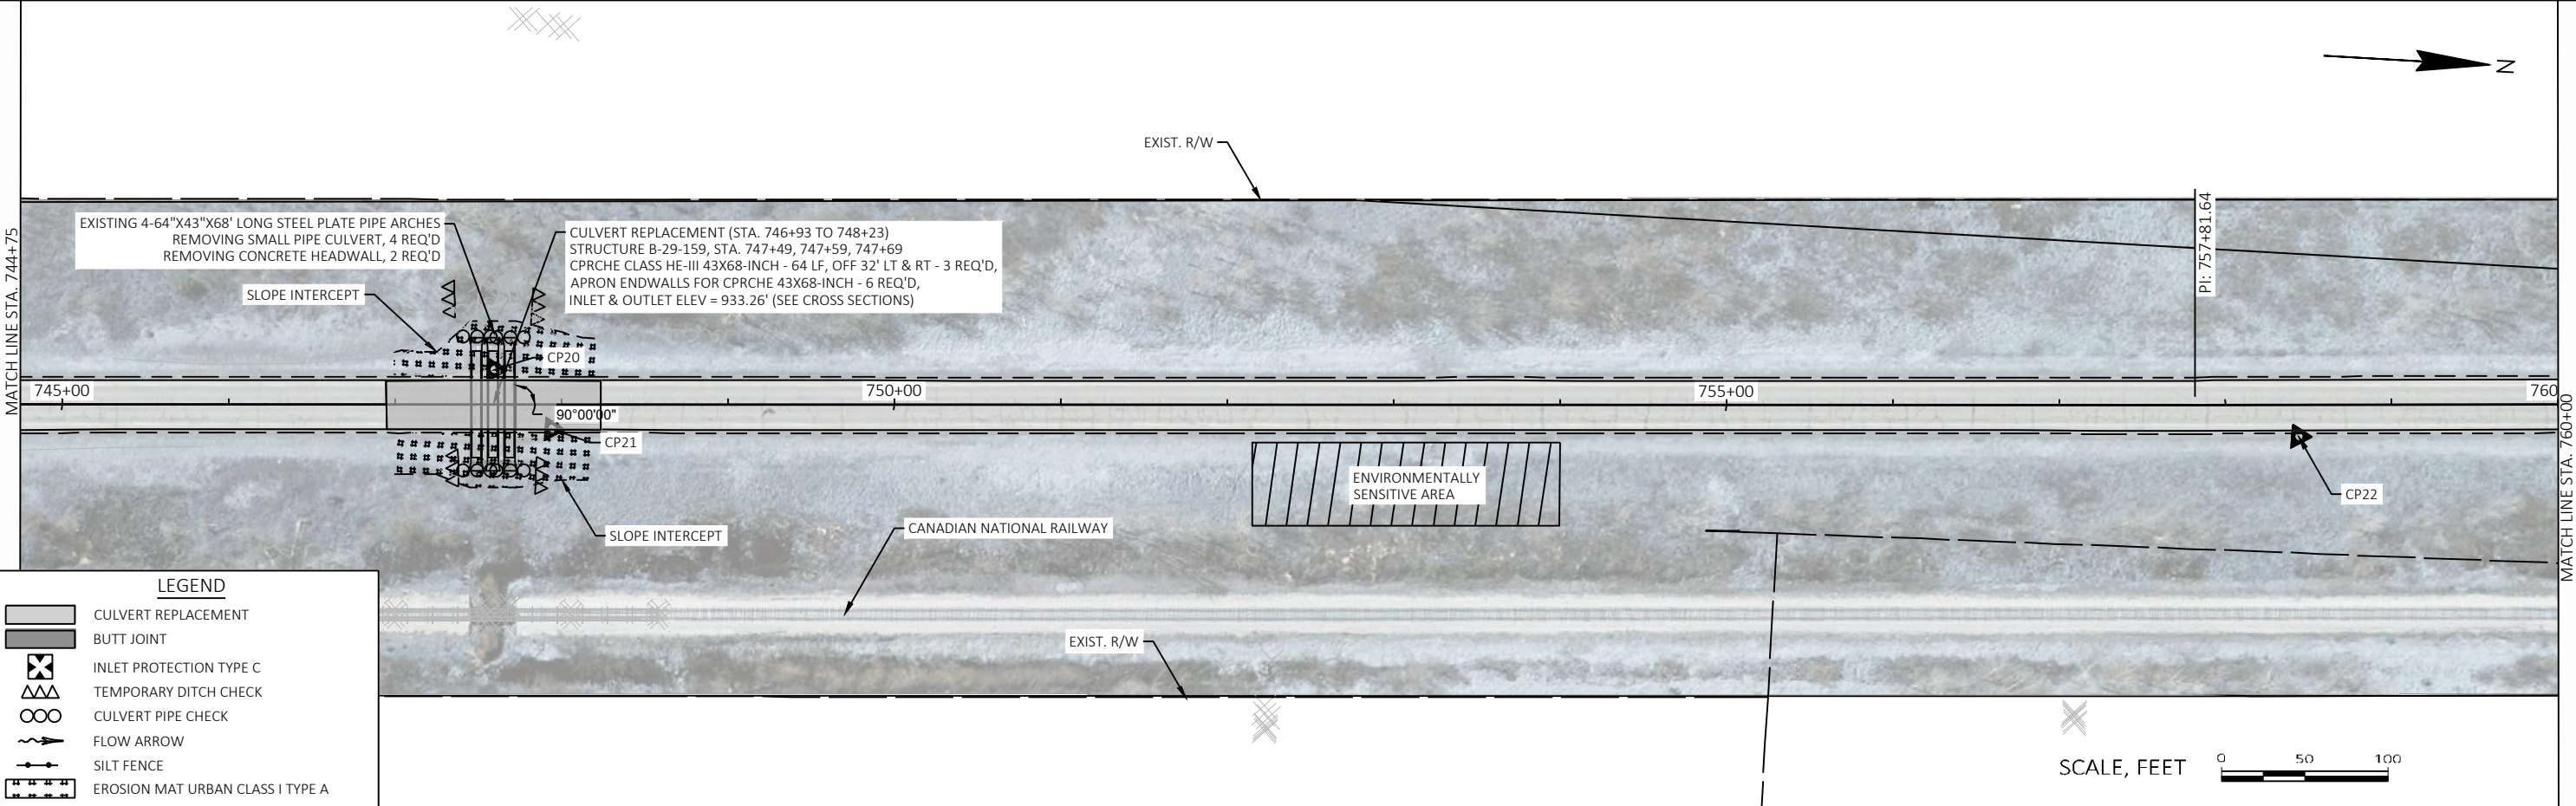 N
EXIST. R/W
EXISTING 4-64"X43"X68' LONG STEEL PLATE PIPE ARCHES
REMOVING SMALL PIPE CULVERT, 4 REQ'D
REMOVING CONCRETE HEADWALL, 2 REQ'D
CULVERT REPLACEMENT (STA. 746+93 TO 748+23)
STRUCTURE B-29-159, STA. 747+49, 747+59, 747+69
CPRCHE CLASS HE-III 43X68-INCH - 64 LF, OFF 32' LT & RT - 3 REQ'D,
APRON ENDWALLS FOR CPRCHE 43X68-INCH - 6 REQ'D,
INLET & OUTLET ELEV = 933.26' (SEE CROSS SECTIONS)
PI: 757+81.64
MATCH LINE STA. 744+75
SLOPE INTERCEPT
CP20
745+00
750+00
755+00
760
90°00'00"
CP21
ENVIRONMENTALLY
SENSITIVE AREA
CP22
MATCH LINE STA. 760+00
CANADIAN NATIONAL RAILWAY
SLOPE INTERCEPT
EXIST. R/W
LEGEND
CULVERT REPLACEMENT
BUTT JOINT
INLET PROTECTION TYPE C
TEMPORARY DITCH CHECK
CULVERT PIPE CHECK
FLOW ARROW
SILT FENCE
EROSION MAT URBAN CLASS I TYPE A
SCALE, FEET
0 50 100